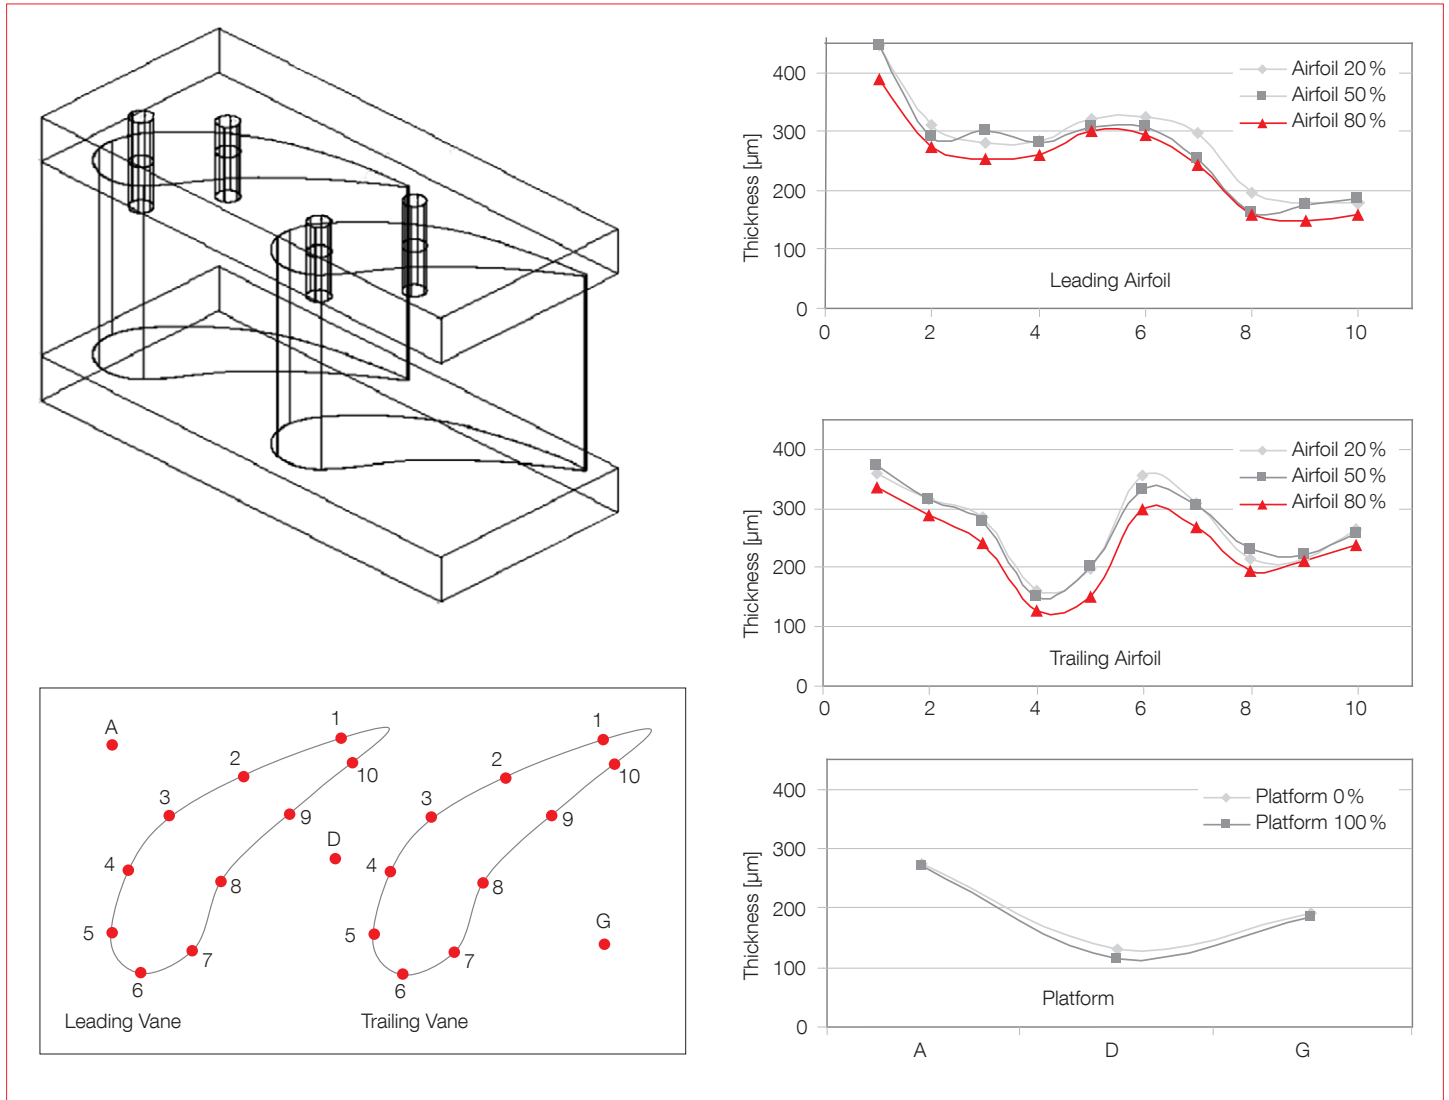 400
300
200
100
0
Thickness [µm]
Airfoil 20 %
Airfoil 50 %
Airfoil 80 %
Leading Airfoil
0 2 4 6 8 10
400
300
200
100
0
Thickness [µm]
Airfoil 20 %
Airfoil 50 %
Airfoil 80 %
Trailing Airfoil
0 2 4 6 8 10
A
1
2
3
4
5
6
7
8
9
10
D
Leading Vane
1
2
3
4
5
6
7
8
9
10
G
Trailing Vane
400
300
200
100
0
Thickness [µm]
Platform 0 %
Platform 100 %
Platform
A D G